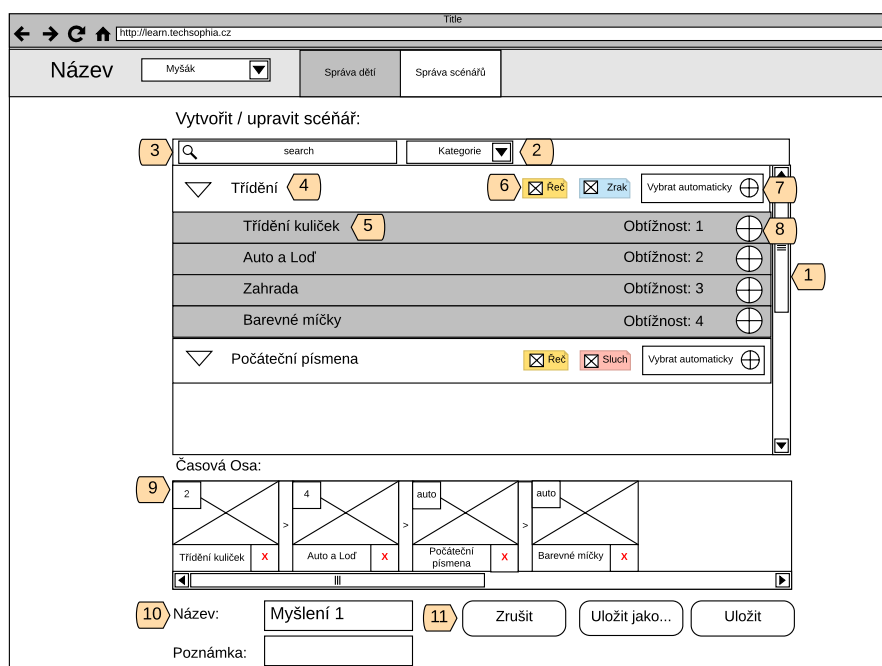 Title
http://learn.techsophia.cz
Název
Myšák
Správa dětí
Správa scénářů
Vytvořit / upravit scéňář:
3
search
Kategorie
2
Třídění
4
6
Řeč
Zrak
Vybrat automaticky
7
Třídění kuliček
5
Obtížnost: 1
8
Auto a Loď
Obtížnost: 2
1
Zahrada
Obtížnost: 3
Barevné míčky
Obtížnost: 4
Počáteční písmena
Řeč
Sluch
Vybrat automaticky
Časová Osa:
9
2
4
auto
auto
>
>
>
Třídění kuliček
X
Auto a Loď
X
Počáteční
písmena
X
Barevné míčky
X
10
Název:
Myšlení 1
11
Zrušit
Uložit jako...
Uložit
Poznámka: